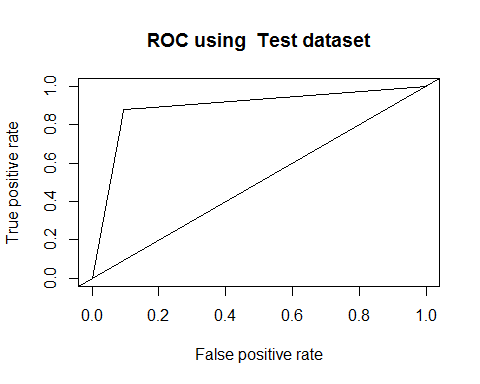 ROC using  Test dataset
True positive rate
1.0
0.8
0.6
0.4
0.2
0.0
0.0 0.2 0.4 0.6 0.8 1.0
False positive rate